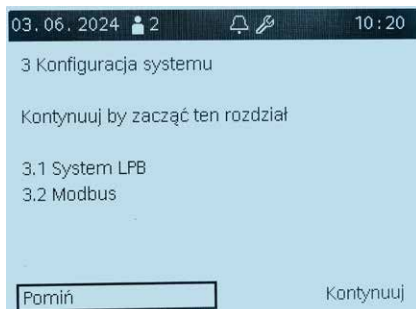 03.06.2024 2 10:20
3 Konfiguracja systemu
Kontynuuj by zacząć ten rozdział
3.1 System LPB
3.2 Modbus
Pomiń Kontynuuj